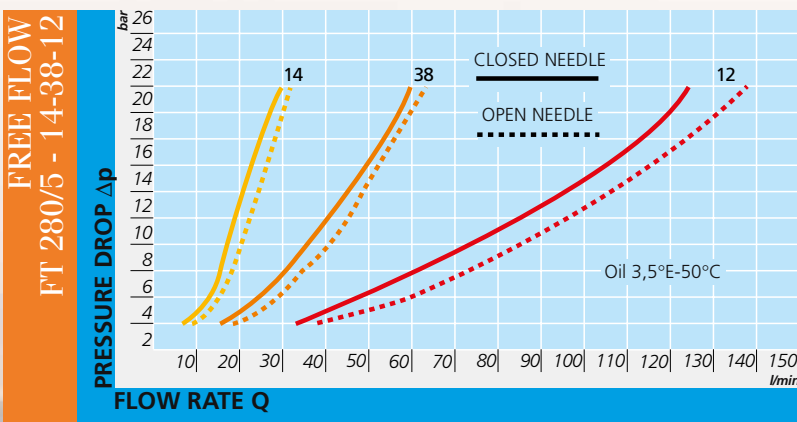 FREE FLOW
FT 280/5 - 14-38-12
PRESSURE DROP Δp
bar
26
24
22
20
18
16
14
12
10
8
6
4
2
14
38
12
CLOSED NEEDLE
OPEN NEEDLE
Oil 3,5°E-50°C
10 20 30 40 50 60 70 80 90 100 110 120 130 140 150
l/min
FLOW RATE Q